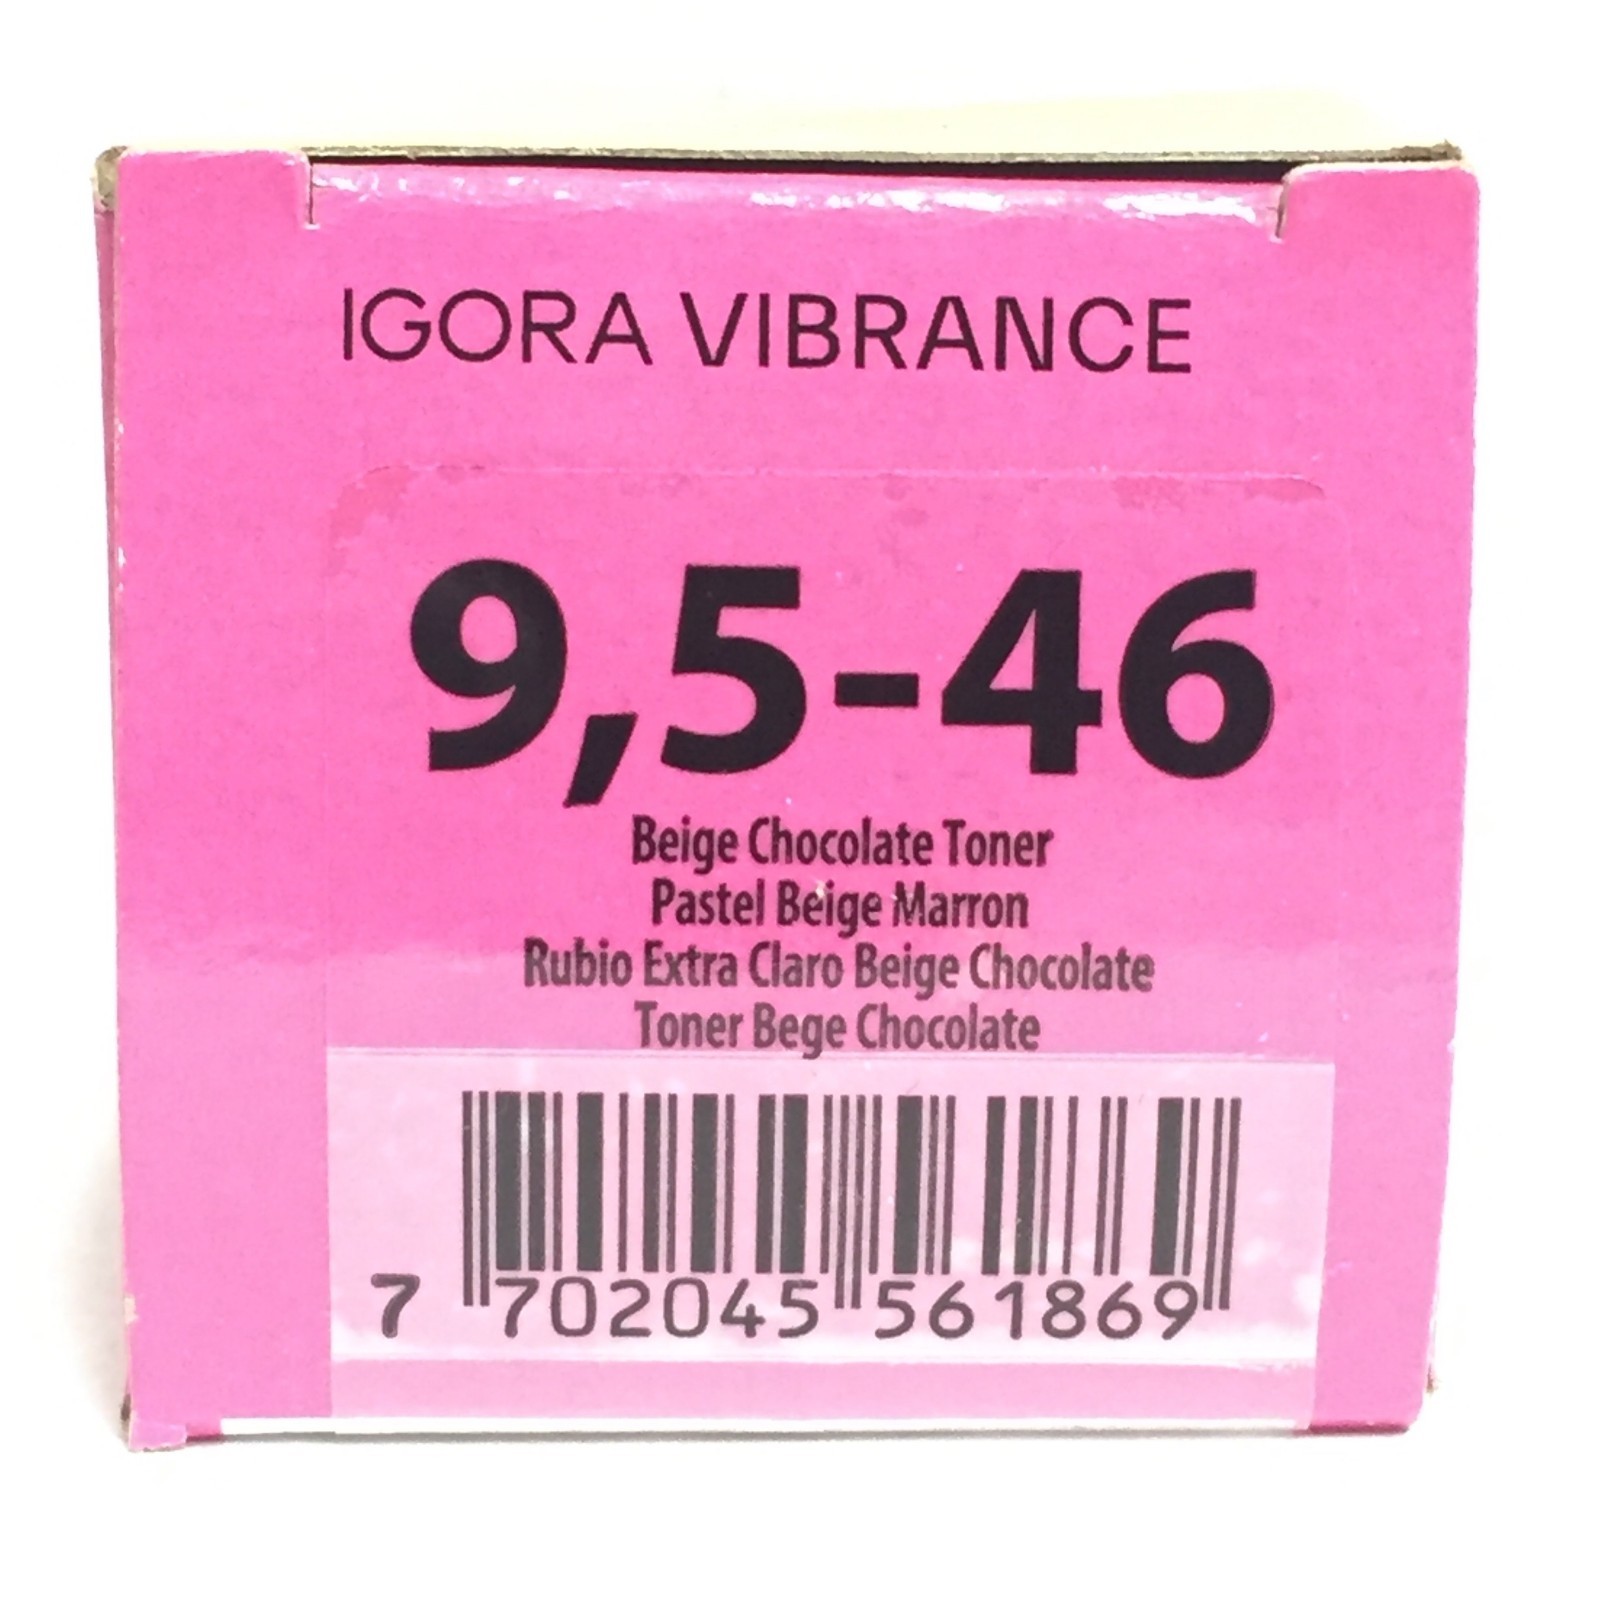 IGORA VIBRANCE
9,5-46
Beige Chocolate Toner
Pastel Beige Marron
Rubio Extra Claro Beige Chocolate
Toner Bege Chocolate
7 702045 561869